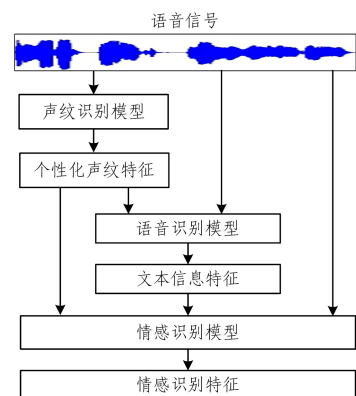 语音信号
声纹识别模型
个性化声纹特征
语音识别模型
文本信息特征
情感识别模型
情感识别特征